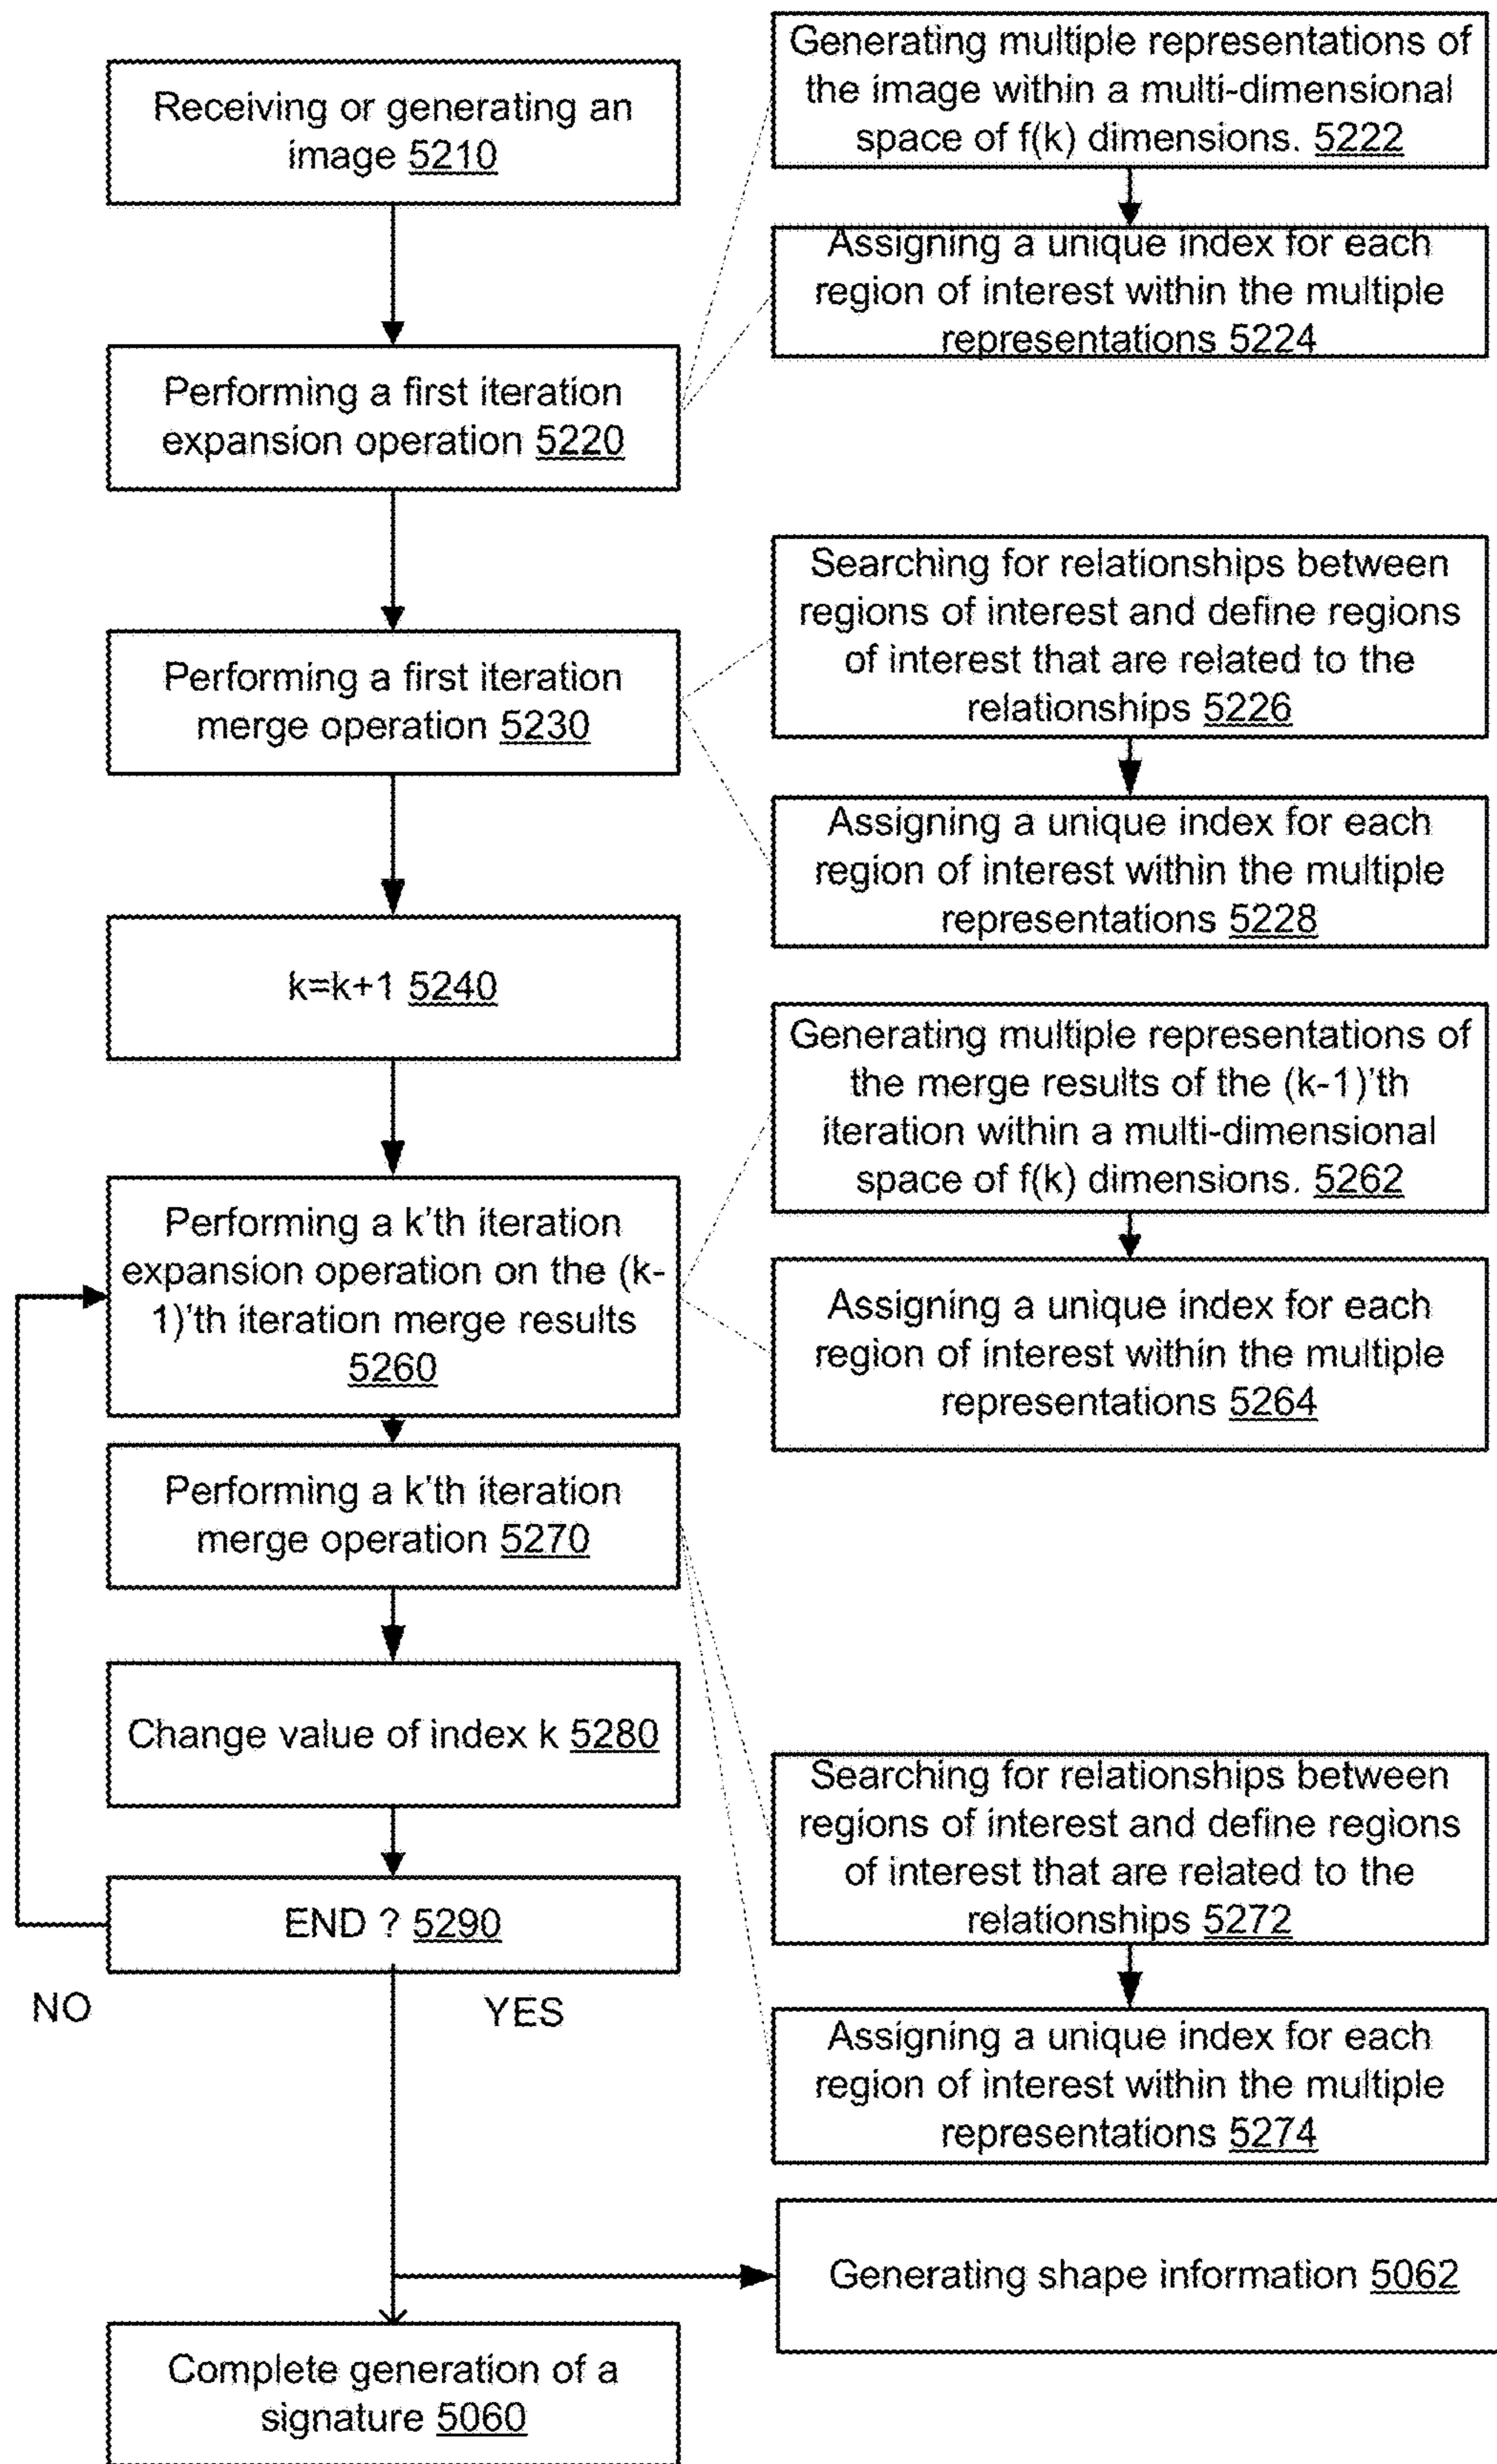 Receiving or generating an
image 5210
Generating multiple representations of
the image within a multi-dimensional
space of f(k) dimensions. 5222
Assigning a unique index for each
region of interest within the multiple
representations 5224
Performing a first iteration
expansion operation 5220
Searching for relationships between
regions of interest and define regions
of interest that are related to the
relationships 5226
Performing a first iteration
merge operation 5230
Assigning a unique index for each
region of interest within the multiple
representations 5228
k=k+1 5240
Generating multiple representations of
the merge results of the (k-1)'th
iteration within a multi-dimensional
space of f(k) dimensions. 5262
Performing a k'th iteration
expansion operation on the (k-
1)'th iteration merge results
5260
Assigning a unique index for each
region of interest within the multiple
representations 5264
Performing a k'th iteration
merge operation 5270
Change value of index k 5280
Searching for relationships between
regions of interest and define regions
of interest that are related to the
relationships 5272
END ? 5290
NO
YES
Assigning a unique index for each
region of interest within the multiple
representations 5274
Generating shape information 5062
Complete generation of a
signature 5060